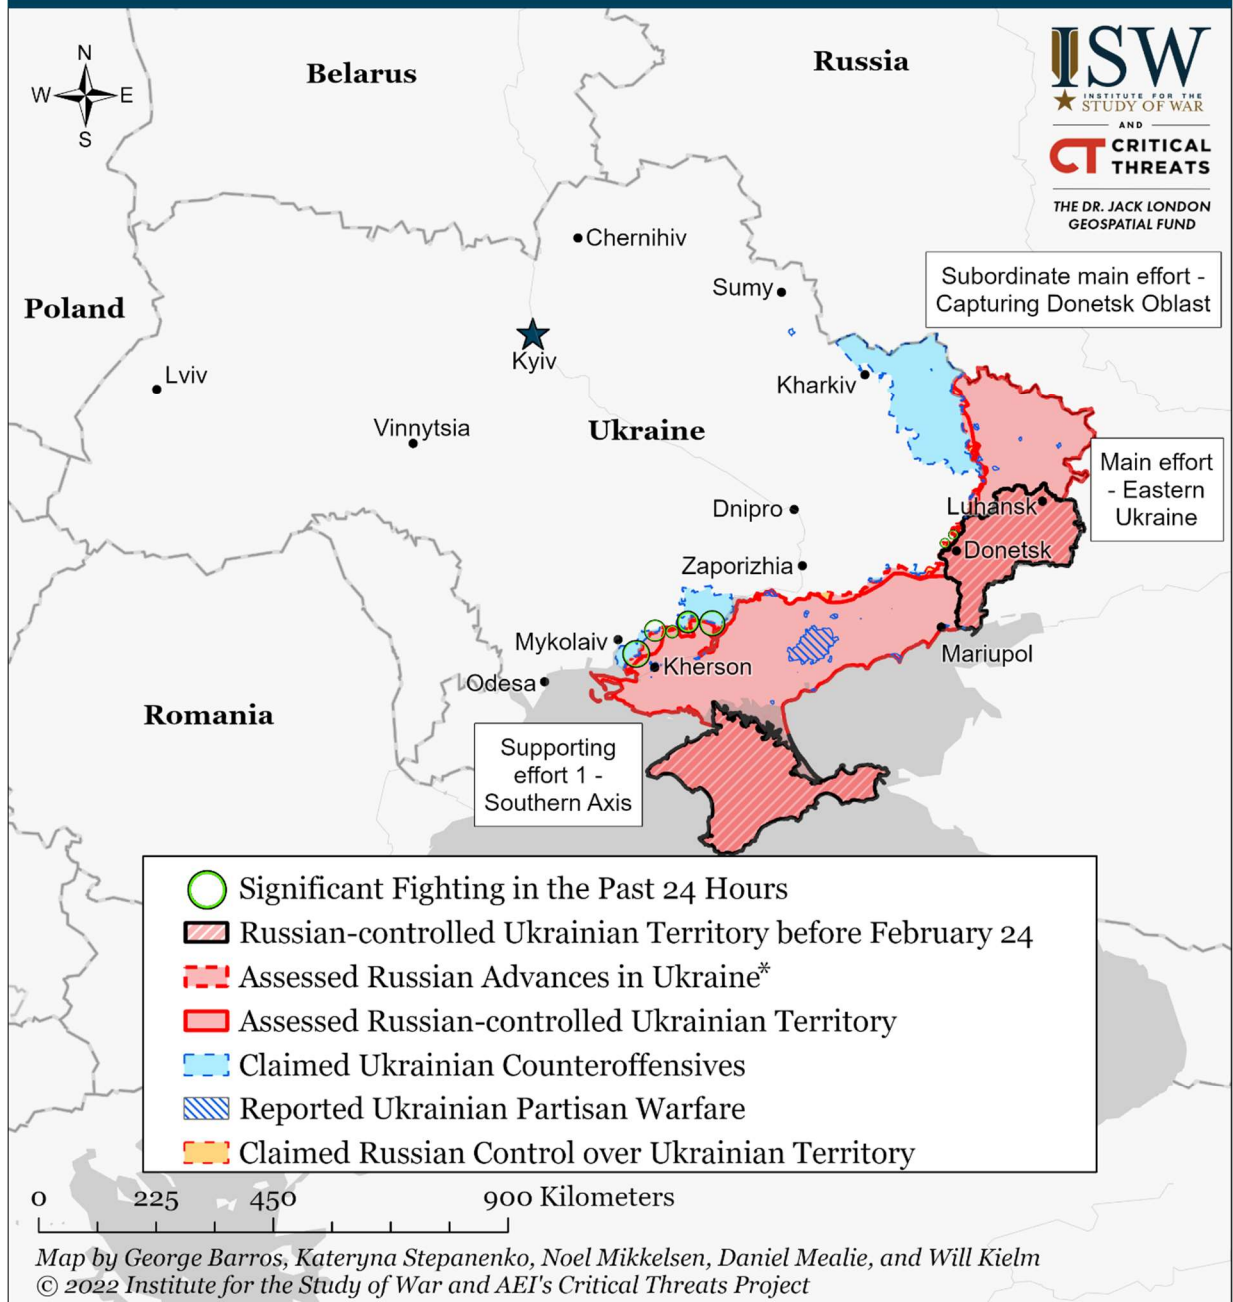 N
W E
S
Belarus
Russia
ISW
INSTITUTE FOR THE
STUDY OF WAR
AND
CT CRITICAL
THREATS
THE DR. JACK LONDON
GEOSPATIAL FUND
Chernihiv
Subordinate main effort -
Capturing Donetsk Oblast
Sumy
Poland
Kyiv
Lviv
Kharkiv
Vinnytsia
Ukraine
Main effort
- Eastern
Ukraine
Luhansk
Dnipro
Donetsk
Zaporizhia
Mykolaiv
Mariupol
Kherson
Odesa
Romania
Supporting
effort 1 -
Southern Axis
Significant Fighting in the Past 24 Hours
Russian-controlled Ukrainian Territory before February 24
Assessed Russian Advances in Ukraine*
Assessed Russian-controlled Ukrainian Territory
Claimed Ukrainian Counteroffensives
Reported Ukrainian Partisan Warfare
Claimed Russian Control over Ukrainian Territory
0 225 450 900 Kilometers
Map by George Barros, Kateryna Stepanenko, Noel Mikkelsen, Daniel Mealie, and Will Kielm
© 2022 Institute for the Study of War and AEI's Critical Threats Project